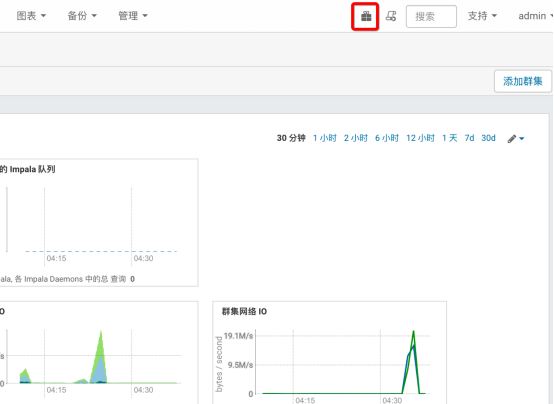 图表 备份 管理 搜索 支持 admin
添加群集
30 分钟 1 小时 2 小时 6 小时 12 小时 1 天 7d 30d
的 Impala 队列
04:15 04:30
ala, 各 Impala Daemons 中的总 查询 0
IO
04:15 04:30
群集网络 IO
bytes / second
19.1M/s
9.5M/s
0
04:15 04:30